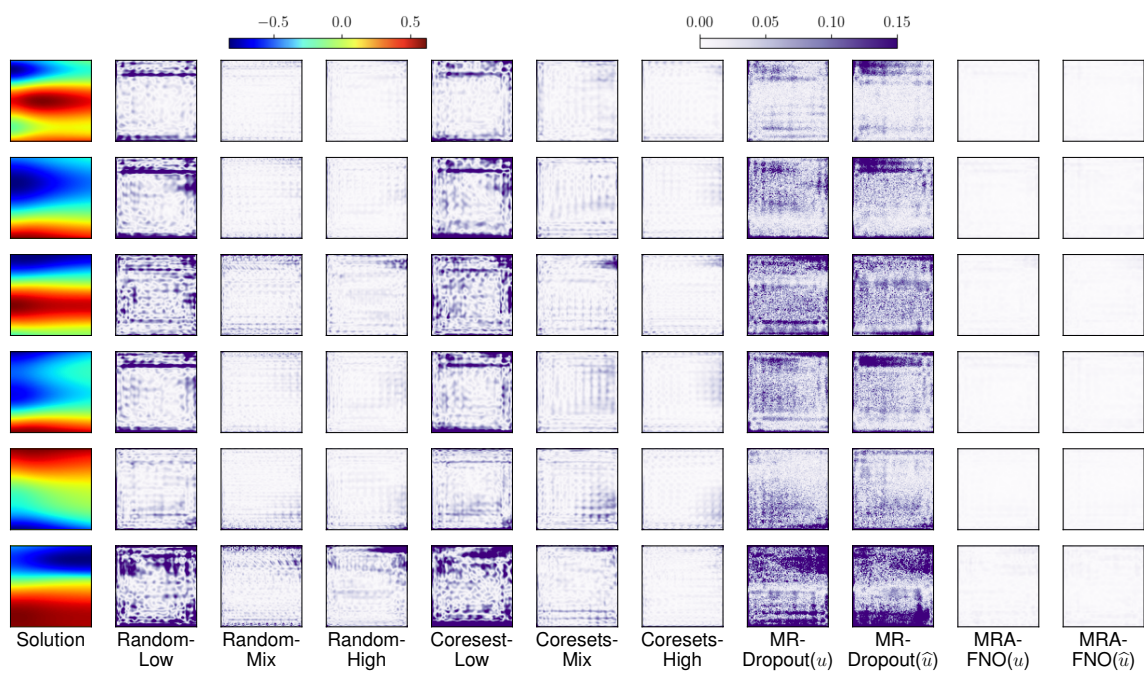 −0.5 0.0 0.5
0.00 0.05 0.10 0.15
Solution
Random-
Low
Random-
Mix
Random-
High
Coresest-
Low
Coresets-
Mix
Coresets-
High
MR-
Dropout(u)
MR-
Dropout(û)
MRA-
FNO(u)
MRA-
FNO(û)